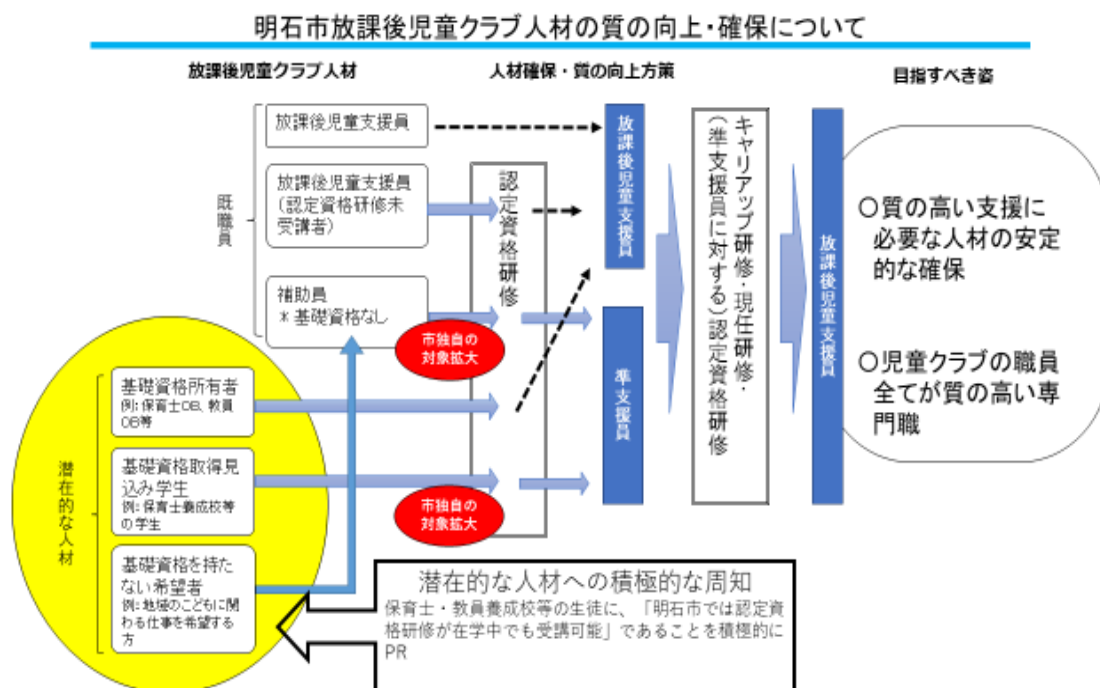 明石市放課後児童クラブ人材の質の向上・確保について
放課後児童クラブ人材
人材確保・質の向上方策
目指すべき姿
既職員
放課後児童支援員
放課後児童支援員
(認定資格研修未
受講者)
補助員
*基礎資格なし
市独自の
対象拡大
潜在的な人材
基礎資格所有者
例:保育士OB、教員
OB等
基礎資格取得見
込み学生
例:保育士養成校等
の学生
基礎資格を持た
ない希望者
例:地域のこどもに関
わる仕事を希望する
方
市独自の
対象拡大
認定資格研修
放課後児童支援員
準支援員
キャリアアップ研修・現任研修・
(準支援員に対する)認定資格研修
放課後児童支援員
○質の高い支援に
必要な人材の安定
的な確保
○児童クラブの職員
全てが質の高い専
門職
潜在的な人材への積極的な周知
保育士・教員養成校等の生徒に、「明石市では認定資
格研修が在学中でも受講可能」であることを積極的に
PR